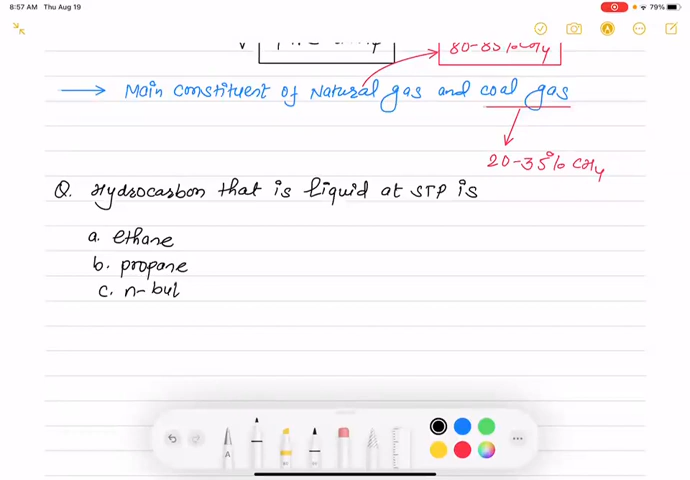 8:57 AM Thu Aug 19
79%
80-85% CH4
→ Main constituent of Natural gas and coal gas
20-35% CH4
Q. Hydrocarbon that is liquid at STP is
a. ethane
b. propane
c. n-but
A